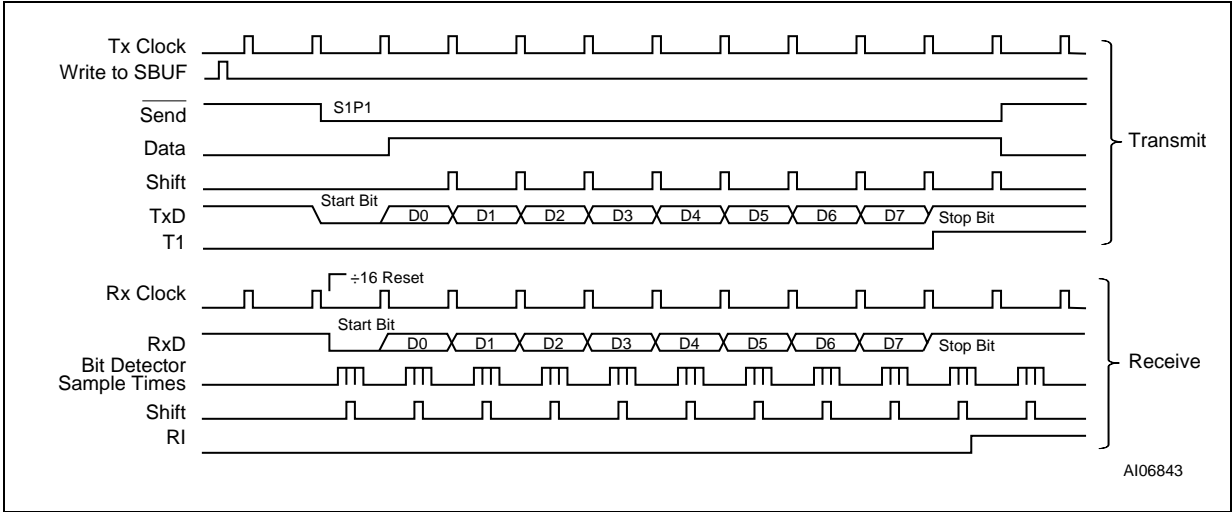 Tx Clock
Write to SBUF
Send
S1P1
Data
Shift
Start Bit
TxD
D0 D1 D2 D3 D4 D5 D6 D7
Stop Bit
T1
Transmit
÷16 Reset
Rx Clock
Start Bit
RxD
D0 D1 D2 D3 D4 D5 D6 D7
Stop Bit
Bit Detector
Sample Times
Shift
RI
Receive
AI06843